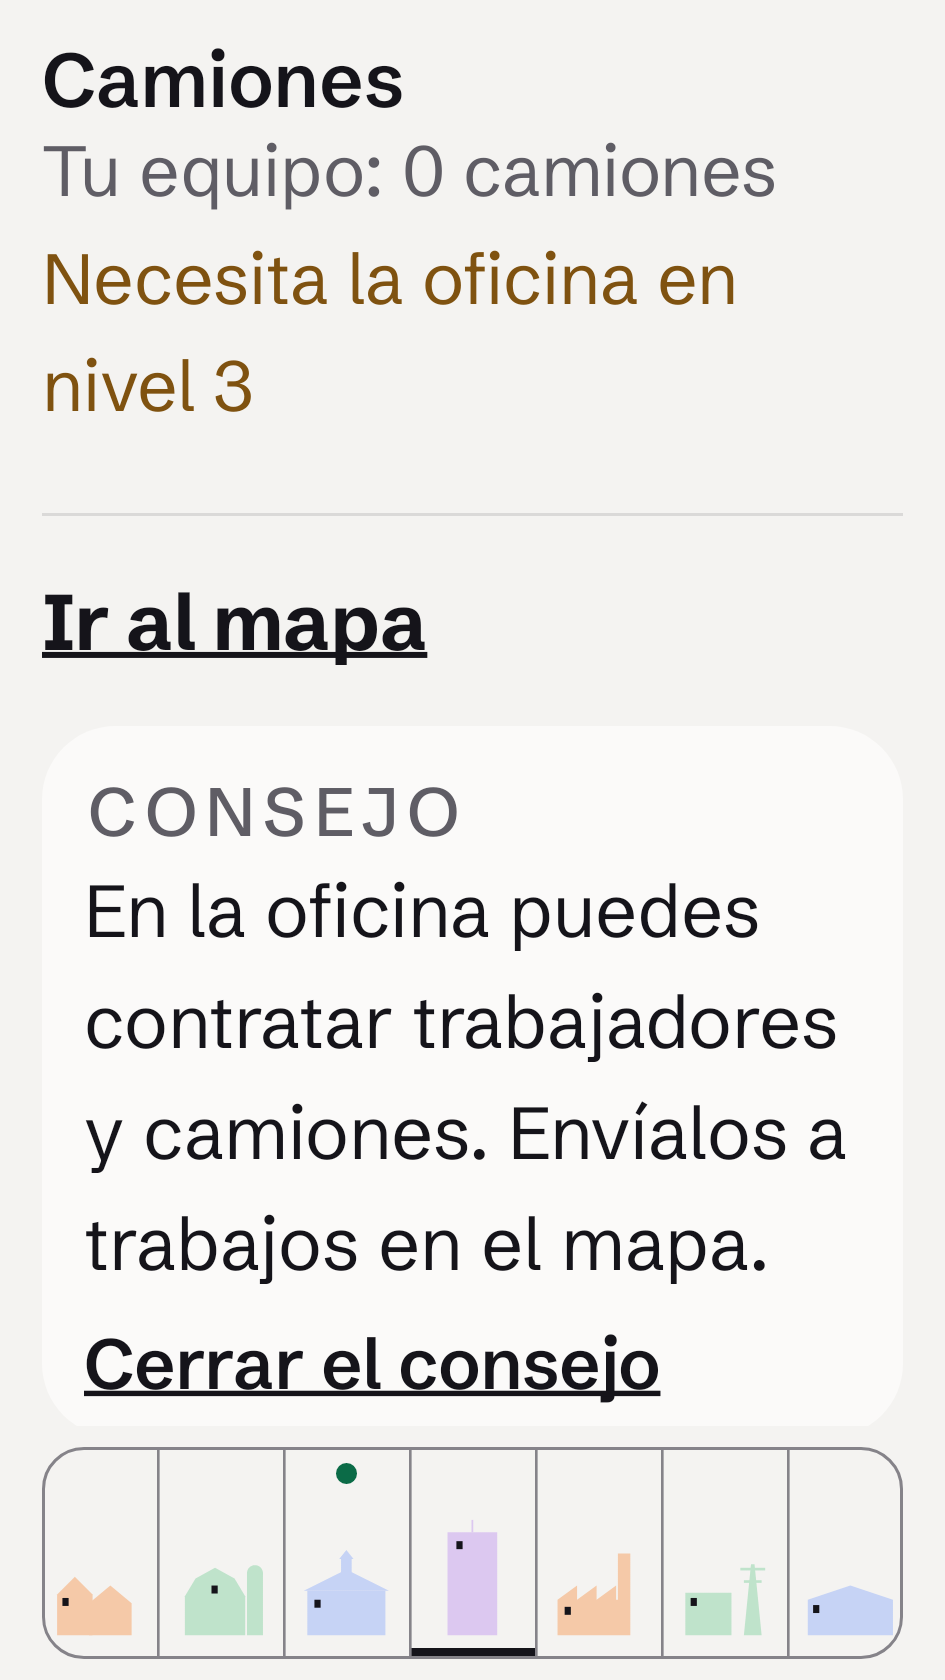 Camiones
Tu equipo: 0 camiones
Necesita la oficina en
nivel 3
Ir al mapa
CONSEJO
En la oficina puedes
contratar trabajadores
y camiones. Envíalos a
trabajos en el mapa.
Cerrar el consejo